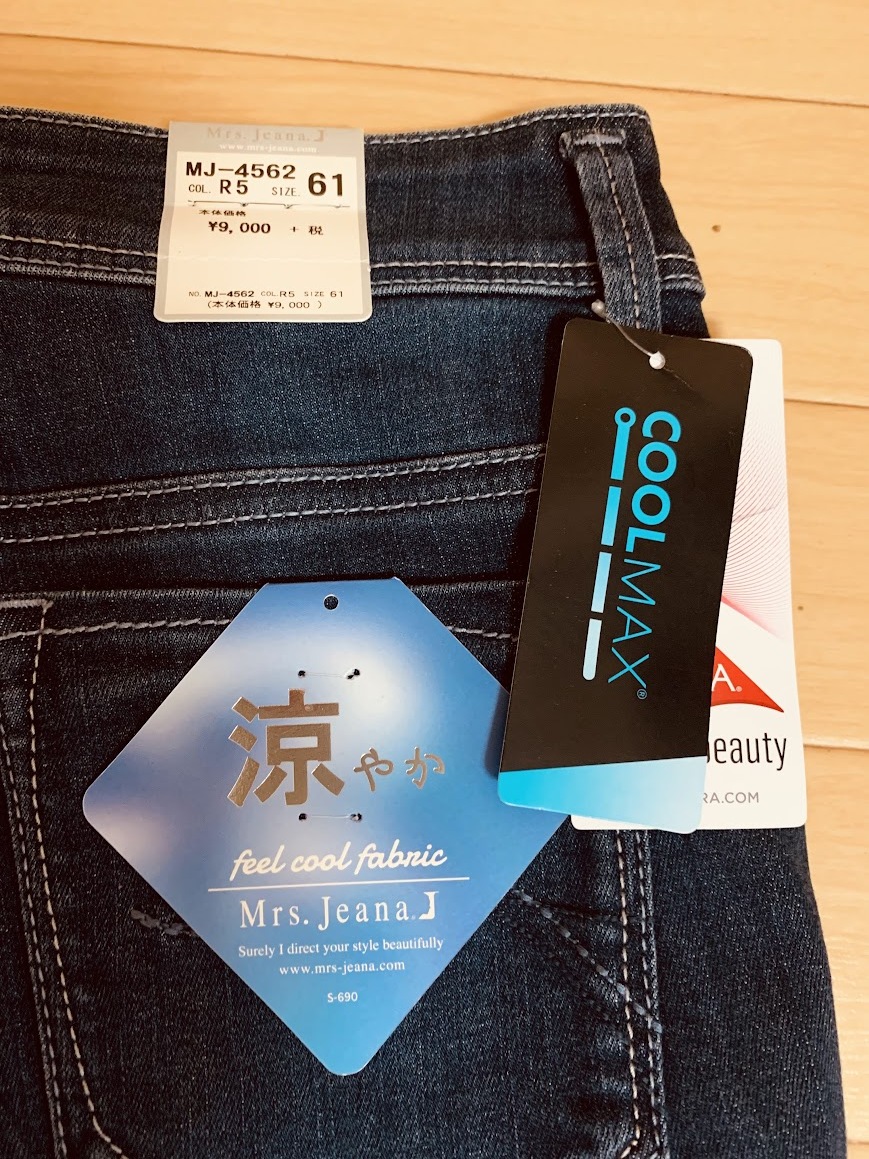 Mrs. Jeana.J
www.mrs-jeana.com
MJ-4562
COL. R5 SIZE. 61
本体価格
¥9,000 + 税
NO. MJ-4562 COL.R5 SIZE 61
(本体価格 ¥9,000 )
COOLMAX®
A®
beauty
RA.COM
涼やか
feel cool fabric
Mrs. Jeana.J
Surely I direct your style beautifully
www.mrs-jeana.com
S-690